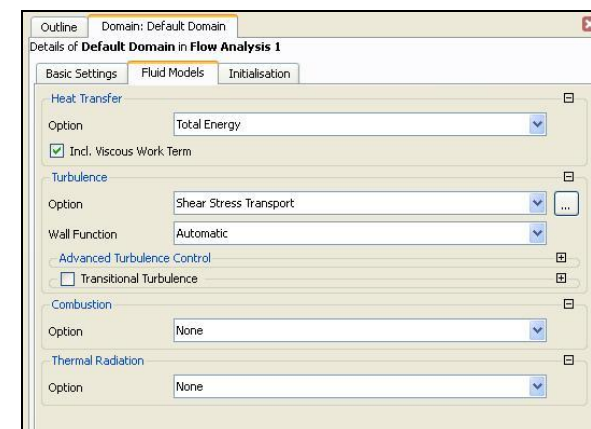 Outline Domain: Default Domain
Details of Default Domain in Flow Analysis 1
Basic Settings Fluid Models Initialisation
Heat Transfer
Option Total Energy
Incl. Viscous Work Term
Turbulence
Option Shear Stress Transport ...
Wall Function Automatic
Advanced Turbulence Control
Transitional Turbulence
Combustion
Option None
Thermal Radiation
Option None